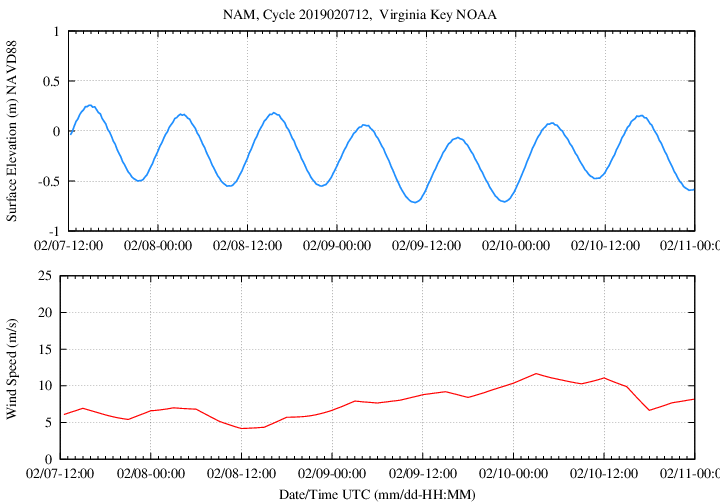 NAM, Cycle 2019020712,  Virginia Key NOAA
Surface Elevation (m) NAVD88
1
0.5
0
-0.5
-1
02/07-12:00 02/08-00:00 02/08-12:00 02/09-00:00 02/09-12:00 02/10-00:00 02/10-12:00 02/11-00:0
Wind Speed (m/s)
25
20
15
10
5
0
02/07-12:00 02/08-00:00 02/08-12:00 02/09-00:00 02/09-12:00 02/10-00:00 02/10-12:00 02/11-00:0
Date/Time UTC (mm/dd-HH:MM)